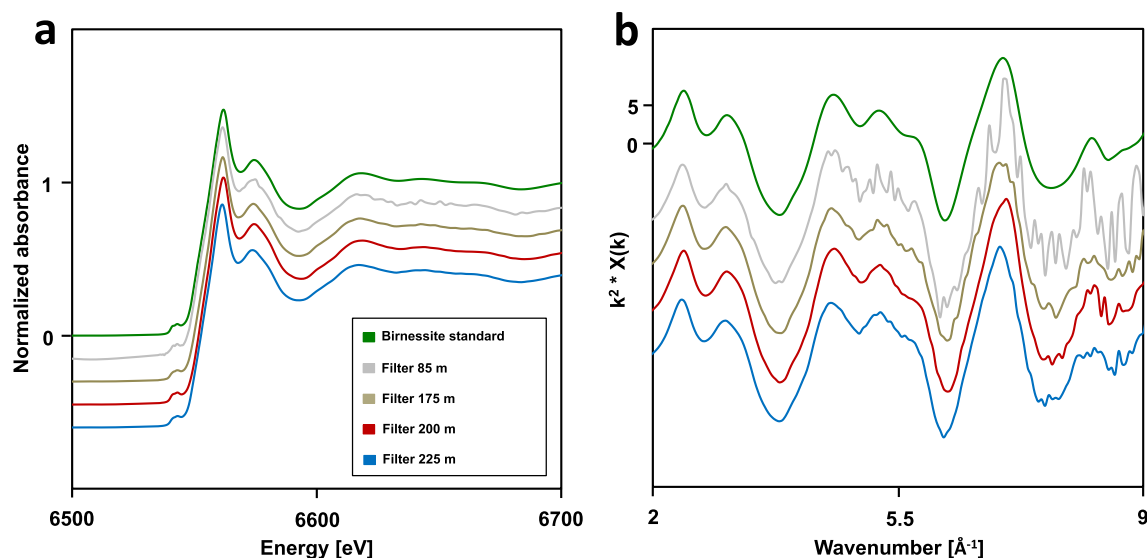 a
Normalized absorbance
1
0
Birnessite standard
Filter 85 m
Filter 175 m
Filter 200 m
Filter 225 m
6500
6600
6700
Energy [eV]
b
k² * X(k)
5
0
2
5.5
9
Wavenumber [Å⁻¹]